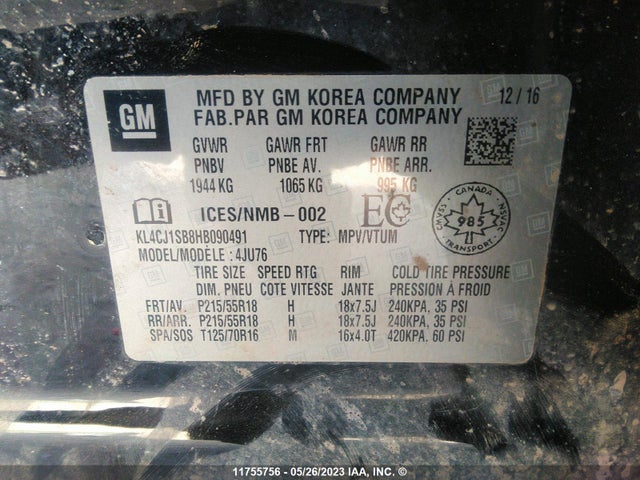 GM
MFD BY GM KOREA COMPANY 12 / 16
FAB.PAR GM KOREA COMPANY
GVWR GAWR FRT GAWR RR
PNBV PNBE AV. PNBE ARR.
1944 KG 1065 KG 995 KG
ICES/NMB-002 EC
CANADA
985
CMVSS NSVAC
KL4CJ1SB8HB090491 TYPE: MPV/VTUM
MODEL/MODÈLE : 4JU76
TIRE SIZE SPEED RTG RIM COLD TIRE PRESSURE
DIM. PNEU COTE VITESSE JANTE PRESSION À FROID
FRT/AV. P215/55R18 H 18x7.5J 240KPA, 35 PSI
RR/ARR. P215/55R18 H 18x7.5J 240KPA, 35 PSI
SPA/SOS T125/70R16 M 16x4.0T 420KPA. 60 PSI
11755756 - 05/26/2023 IAA, INC. ©